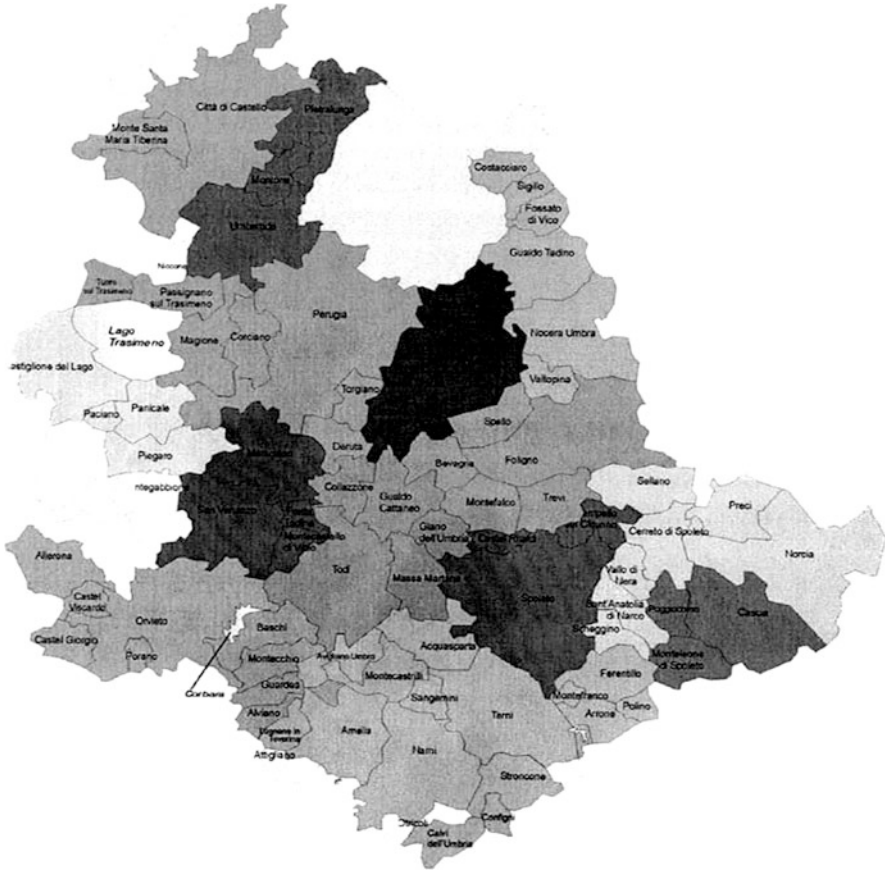 Città di Castello
Pietralunga
Monte Santa
Maria Tiberina
Montone
Umbertide
Costacciaro
Sigillo
Fossato
di Vico
Gualdo Tadino
Niccone
Passignano
sul Trasimeno
sul Trasimeno
Lago
Trasimeno
Magione
Corciano
Perugia
Nocera Umbra
astiglione del Lago
Valtopina
Torgiano
Paciano
Panicale
Spello
Piegaro
Deruta
Bevagna
Foligno
ntegabbion
San Venanzo
Collazzone
Gualdo
Cattaneo
Montefalco
Trevi
Sellano
Preci
Giano
dell'Umbria
Castel Ritaldi
Cerreto di Spoleto
Norcia
Allerona
Todi
Massa Martana
Spoleto
Vallo di
Nera
Castel
Viscardo
Orvieto
Sant'Anatolia
di Narco
Poggiodomo
Cascia
Scheggino
Castel Giorgio
Porano
Baschi
Acquasparta
Monteleone
di Spoleto
Corbara
Montecchio
Avigliano Umbro
Montecastrilli
Ferentillo
Guardea
Sangemini
Montefranco
Polino
Alviano
Arrone
Attigliano
Amelia
Narni
Terni
Stroncone
Configni
Calvi
dell'Umbria